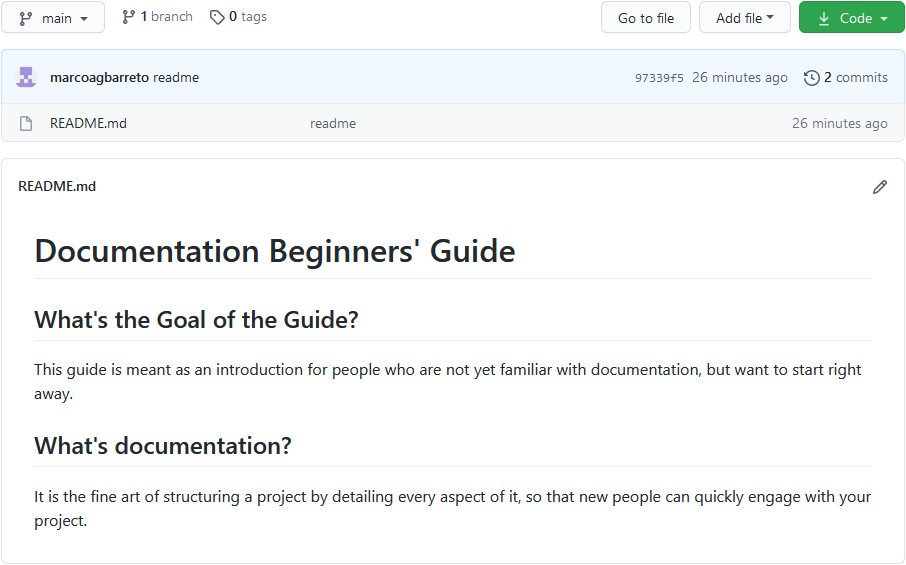 main 1 branch 0 tags Go to file Add file Code
marcoagbarreto readme 97339f5 26 minutes ago 2 commits
README.md readme 26 minutes ago
README.md
Documentation Beginners' Guide
What's the Goal of the Guide?
This guide is meant as an introduction for people who are not yet familiar with documentation, but want to start right
away.
What's documentation?
It is the fine art of structuring a project by detailing every aspect of it, so that new people can quickly engage with your
project.